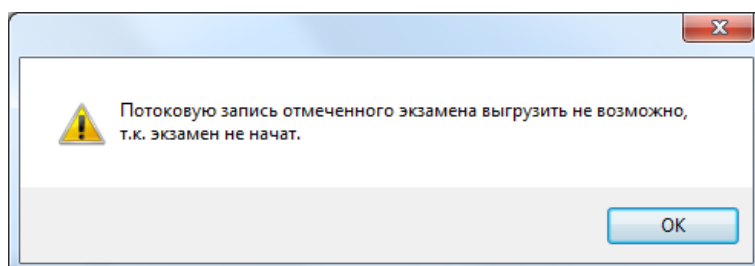 Потоковую запись отмеченного экзамена выгрузить не возможно,
т.к. экзамен не начат.
OK